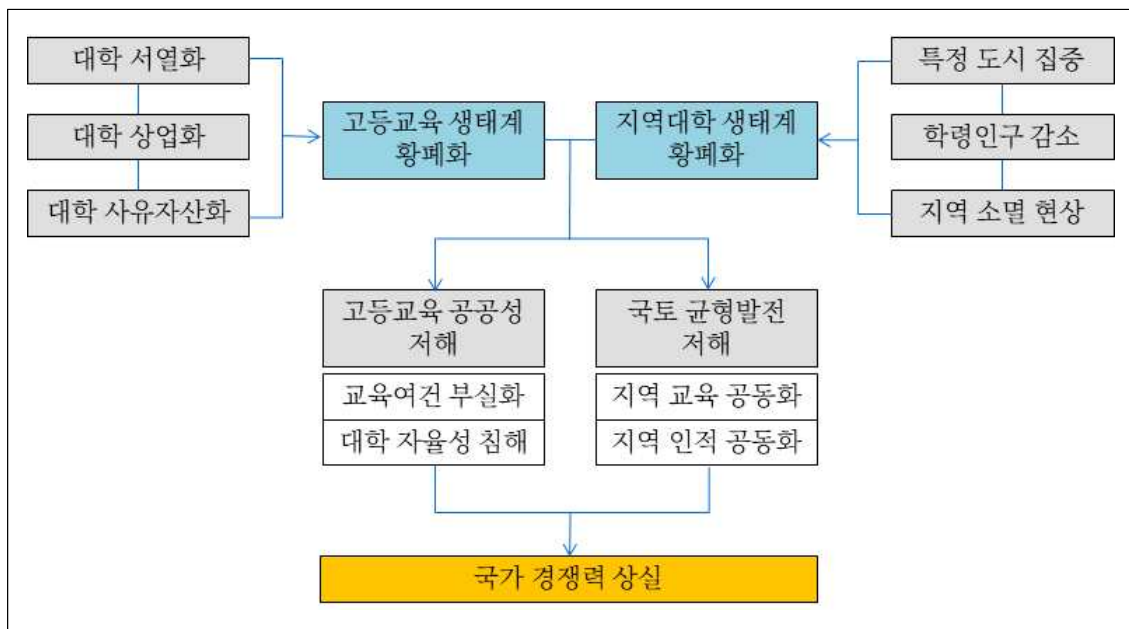 대학 서열화
대학 상업화
대학 사유자산화
고등교육 생태계
황폐화
지역대학 생태계
황폐화
특정 도시 집중
학령인구 감소
지역 소멸 현상
고등교육 공공성
저해
교육여건 부실화
대학 자율성 침해
국토 균형발전
저해
지역 교육 공동화
지역 인적 공동화
국가 경쟁력 상실